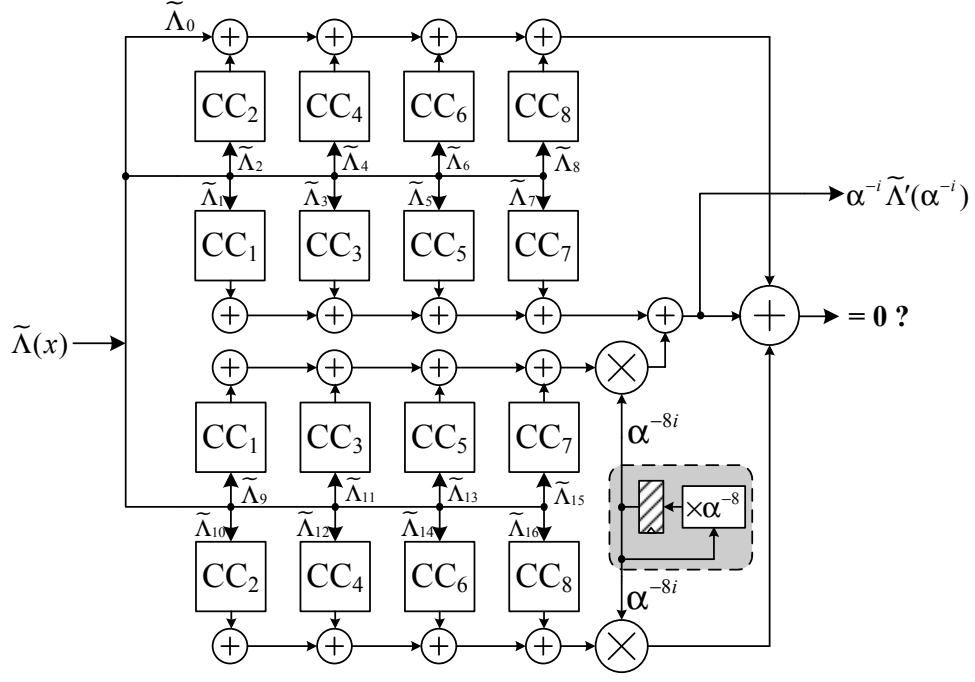 Λ̃₀
CC₂ CC₄ CC₆ CC₈
Λ̃₂ Λ̃₄ Λ̃₆ Λ̃₈
Λ̃₁ Λ̃₃ Λ̃₅ Λ̃₇
α⁻ⁱ Λ̃′(α⁻ⁱ)
CC₁ CC₃ CC₅ CC₇
= 0 ?
Λ̃(x)
CC₁ CC₃ CC₅ CC₇
α⁻⁸ⁱ
Λ̃₉ Λ̃₁₁ Λ̃₁₃ Λ̃₁₅
×α⁻⁸
Λ̃₁₀ Λ̃₁₂ Λ̃₁₄ Λ̃₁₆
CC₂ CC₄ CC₆ CC₈
α⁻⁸ⁱ